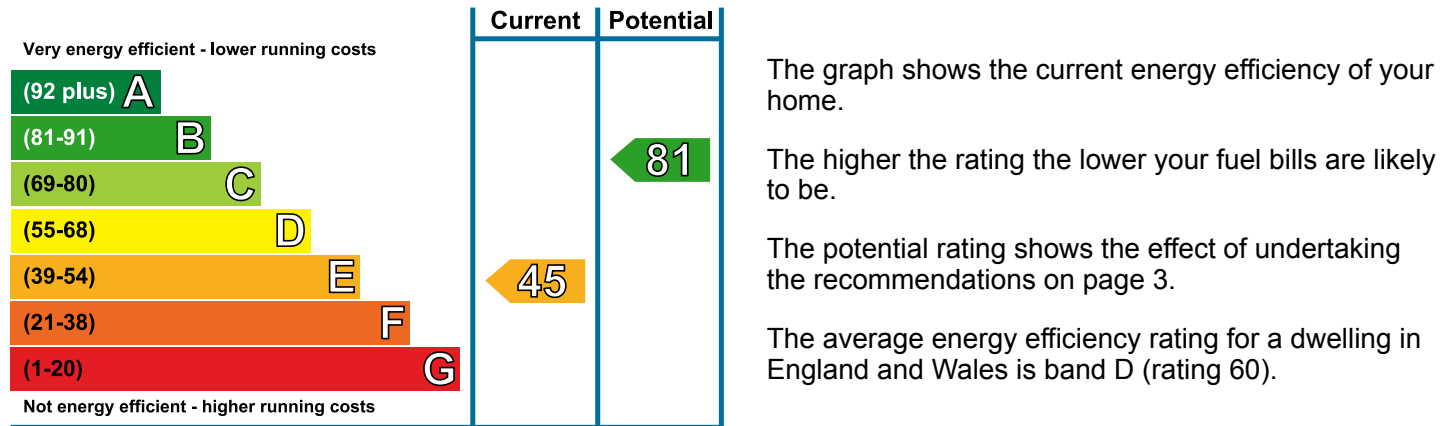 Current Potential
Very energy efficient - lower running costs
(92 plus) A
(81-91) B
(69-80) C
(55-68) D
(39-54) E
(21-38) F
(1-20) G
Not energy efficient - higher running costs
81
45
The graph shows the current energy efficiency of your
home.
The higher the rating the lower your fuel bills are likely
to be.
The potential rating shows the effect of undertaking
the recommendations on page 3.
The average energy efficiency rating for a dwelling in
England and Wales is band D (rating 60).